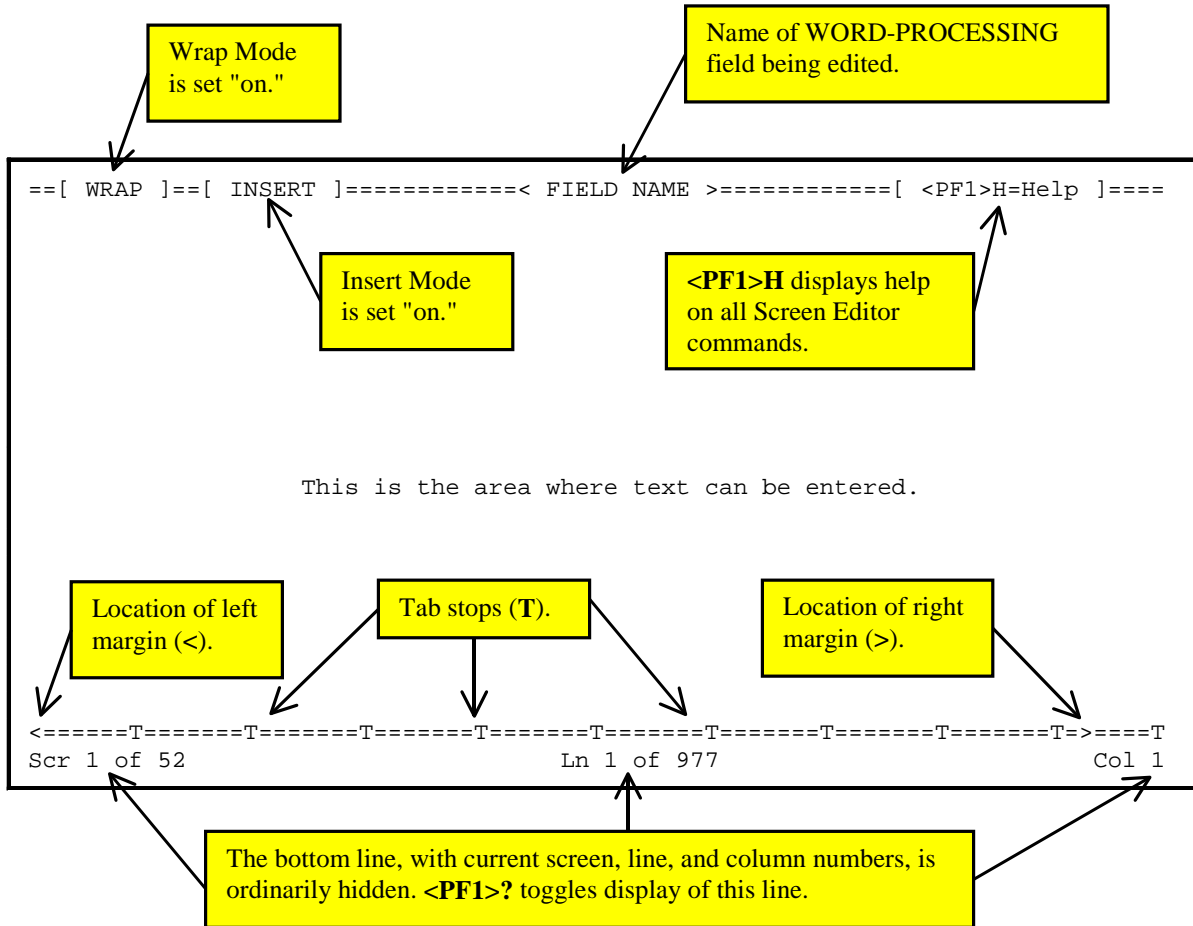 Wrap Mode
is set "on."
Name of WORD-PROCESSING
field being edited.
==[ WRAP ]==[ INSERT ]============< FIELD NAME >============[ <PF1>H=Help ]====
Insert Mode
is set "on."
<PF1>H displays help
on all Screen Editor
commands.
This is the area where text can be entered.
Location of left
margin (<).
Tab stops (T).
Location of right
margin (>).
<======T=======T=======T=======T=======T=======T=======T=======T=======T=>====T
Scr 1 of 52 Ln 1 of 977 Col 1
The bottom line, with current screen, line, and column numbers, is
ordinarily hidden. <PF1>? toggles display of this line.